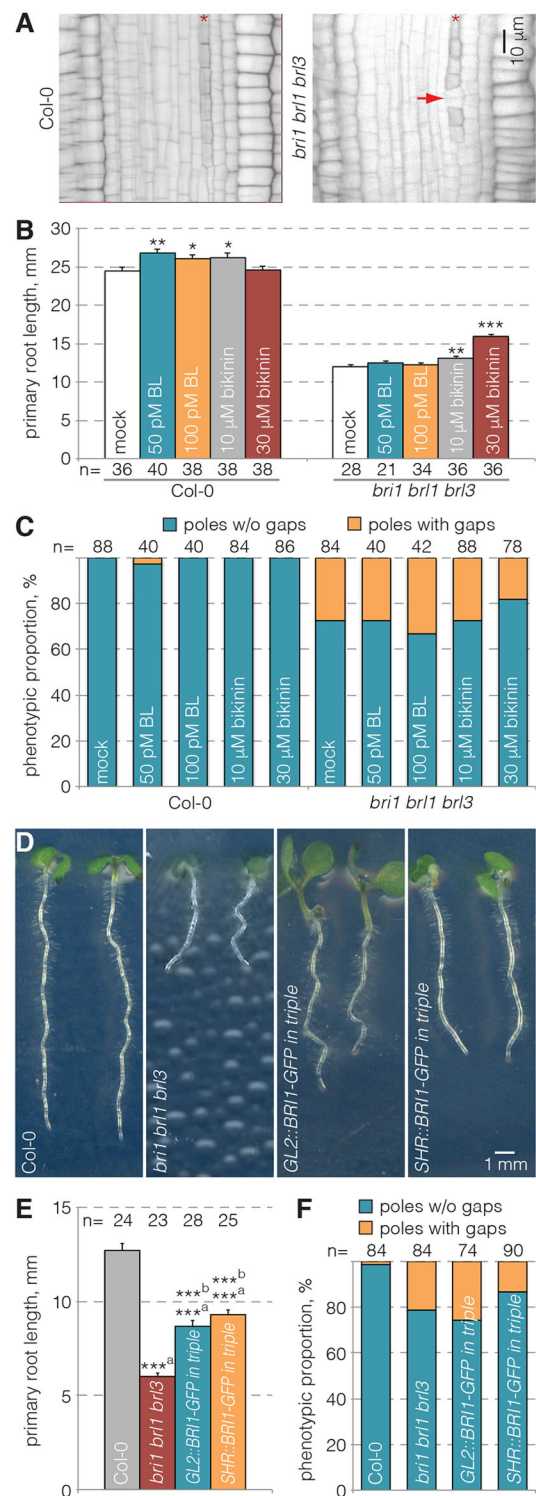 A
Col-0
*
bri1 brl1 brl3
*
10 µm
B
primary root length, mm
30
25
20
15
10
5
0
** * * ** ***
mock
50 pM BL
100 pM BL
10 µM bikinin
30 µM bikinin
mock
50 pM BL
100 pM BL
10 µM bikinin
30 µM bikinin
n= 36 40 38 38 38 28 21 34 36 36
Col-0
bri1 brl1 brl3
C
poles w/o gaps poles with gaps
n= 88 40 40 84 86 84 40 42 88 78
phenotypic proportion, %
80
60
40
20
0
mock
50 pM BL
100 pM BL
10 µM bikinin
30 µM bikinin
mock
50 pM BL
100 pM BL
10 µM bikinin
30 µM bikinin
Col-0
bri1 brl1 brl3
D
Col-0
bri1 brl1 brl3
GL2::BRI1-GFP in triple
SHR::BRI1-GFP in triple
1 mm
E
primary root length, mm
15
10
5
0
n= 24 23 28 25
***a
***b
***a
***b
***a
Col-0
bri1 brl1 brl3
GL2::BRI1-GFP in triple
SHR::BRI1-GFP in triple
F
poles w/o gaps
poles with gaps
n= 84 84 74 90
phenotypic proportion, %
80
60
40
20
0
Col-0
bri1 brl1 brl3
GL2::BRI1-GFP in triple
SHR::BRI1-GFP in triple